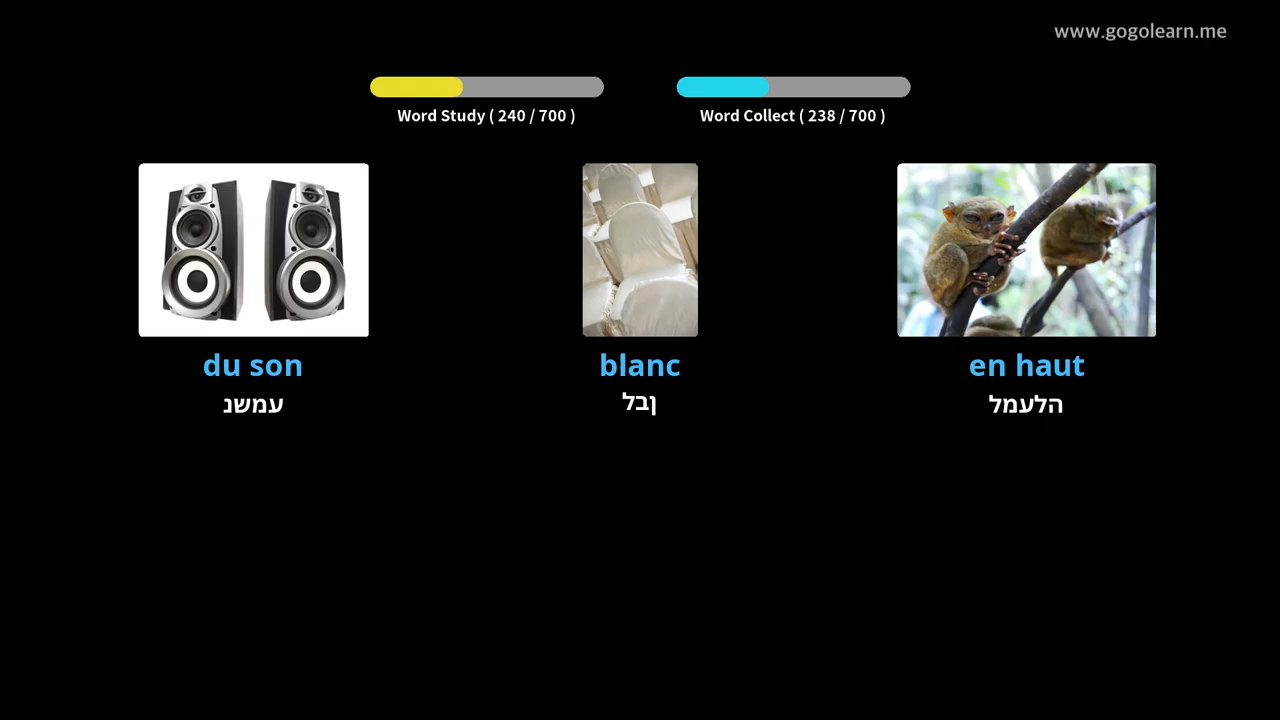 www.gogolearn.me
Word Study ( 240 / 700 )
Word Collect ( 238 / 700 )
du son
עמשנ
blanc
ןבל
en haut
הלעמל